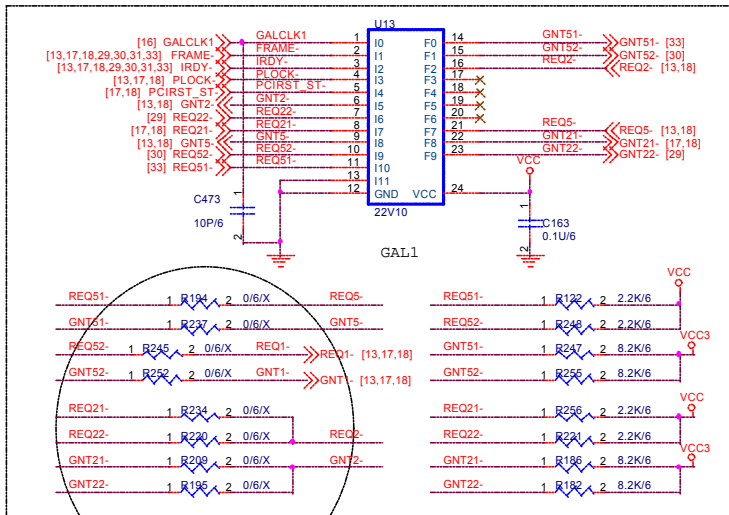 U13
[16] GALCLK1 GALCLK1 1 I0 F0 14 GNT51- GNT51- [33]
[13,17,18,29,30,31,33] FRAME- FRAME- 2 I1 F1 15 GNT52- GNT52- [30]
[13,17,18,29,30,31,33] IRDY- IRDY- 3 I2 F2 16 REQ2- REQ2- [13,18]
[13,17,18] PLOCK- PLOCK- 4 I3 F3 17
[17,18] PCIRST_ST- PCIRST_ST- 5 I4 F4 18
[13,18] GNT2- GNT2- 6 I5 F5 19
[29] REQ22- REQ22- 7 I6 F6 20
[17,18] REQ21- REQ21- 8 I7 F7 21 REQ5- REQ5- [13,18]
[13,18] GNT5- GNT5- 9 I8 F8 22 GNT21- GNT21- [17,18]
[30] REQ52- REQ52- 10 I9 F9 23 GNT22- GNT22- [29]
[33] REQ51- REQ51- 11 I10
13 I11 VCC
12 GND VCC 24
22V10
GAL1
1 C473
10P/6
2
1 C163
0.1U/6
2
REQ51- 1 R194 2 0/6/X REQ5-
GNT51- 1 R237 2 0/6/X GNT5-
REQ52- 1 R245 2 0/6/X REQ1- REQ1- [13,17,18]
GNT52- 1 R252 2 0/6/X GNT1- GNT1- [13,17,18]
REQ21- 1 R234 2 0/6/X
REQ22- 1 R220 2 0/6/X REQ2-
GNT21- 1 R209 2 0/6/X GNT2-
GNT22- 1 R195 2 0/6/X
VCC
REQ51- 1 R122 2 2.2K/6
REQ52- 1 R248 2 2.2K/6
VCC3
GNT51- 1 R247 2 8.2K/6
GNT52- 1 R255 2 8.2K/6
VCC
REQ21- 1 R256 2 2.2K/6
REQ22- 1 R221 2 2.2K/6
VCC3
GNT21- 1 R186 2 8.2K/6
GNT22- 1 R182 2 8.2K/6